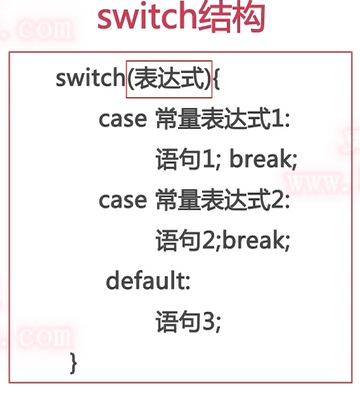 switch结构
switch(表达式){
case 常量表达式1:
语句1; break;
case 常量表达式2:
语句2;break;
default:
语句3;
}